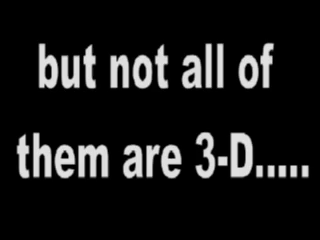 but not all of
them are 3-D.....